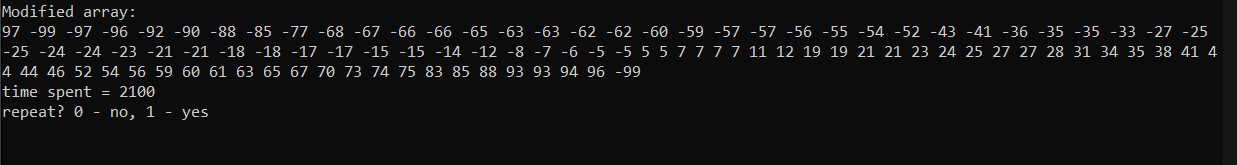 Modified array:
97 -99 -97 -96 -92 -90 -88 -85 -77 -68 -67 -66 -66 -65 -63 -63 -62 -62 -60 -59 -57 -57 -56 -55 -54 -52 -43 -41 -36 -35 -35 -33 -27 -25
-25 -24 -24 -23 -21 -21 -18 -18 -17 -17 -15 -15 -14 -12 -8 -7 -6 -5 -5 5 5 7 7 7 7 11 12 19 19 21 21 23 24 25 27 27 28 31 34 35 38 41 4
4 44 46 52 54 56 59 60 61 63 65 67 70 73 74 75 83 85 88 93 93 94 96 -99
time spent = 2100
repeat? 0 - no, 1 - yes